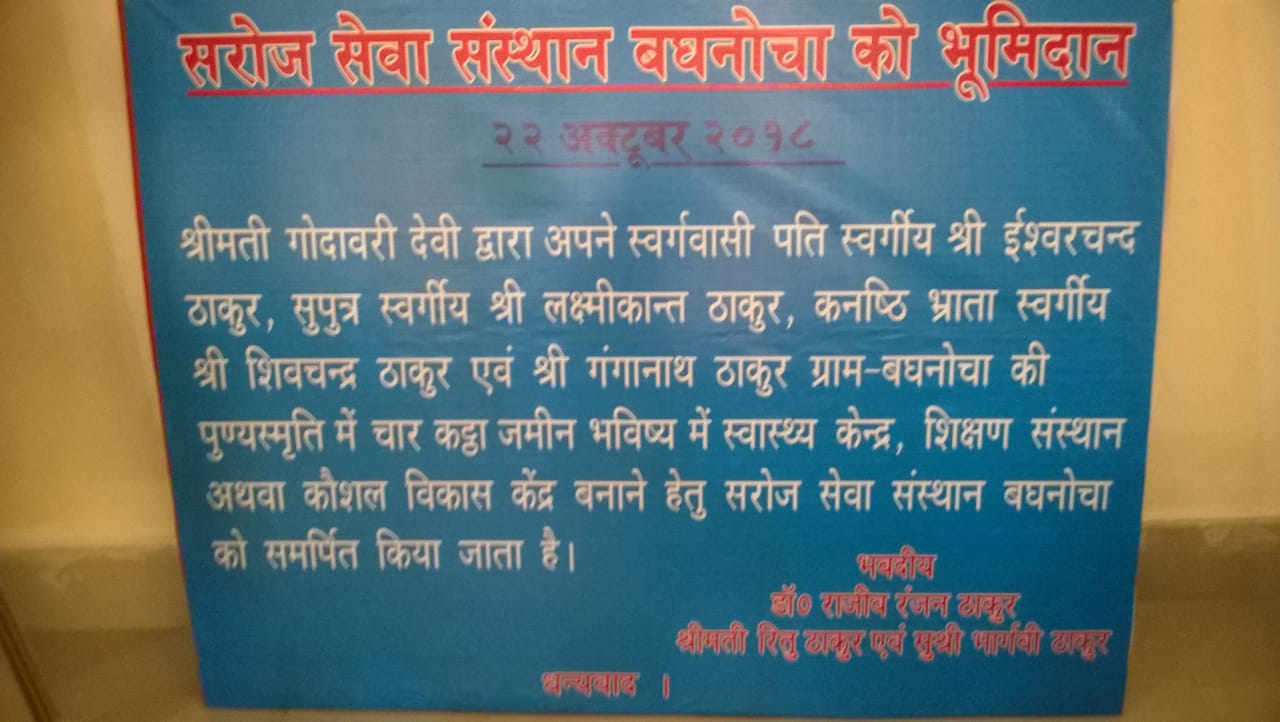 सरोज सेवा संस्थान बघनोचा को भूमिदान
२२ अक्टूबर २०१८
श्रीमती गोदावरी देवी द्वारा अपने स्वर्गवासी पति स्वर्गीय श्री ईश्वरचन्द
ठाकुर, सुपुत्र स्वर्गीय श्री लक्ष्मीकान्त ठाकुर, कनष्ठि भ्राता स्वर्गीय
श्री शिवचन्द्र ठाकुर एवं श्री गंगानाथ ठाकुर ग्राम-बघनोचा की
पुण्यस्मृति में चार कट्ठा जमीन भविष्य में स्वास्थ्य केन्द्र, शिक्षण संस्थान
अथवा कौशल विकास केंद्र बनाने हेतु सरोज सेवा संस्थान बघनोचा
को समर्पित किया जाता है।
भवदीय
डॉ० राजीव रंजन ठाकुर
श्रीमती रितु ठाकुर एवं सुश्री भार्गवी ठाकुर
धन्यवाद ।